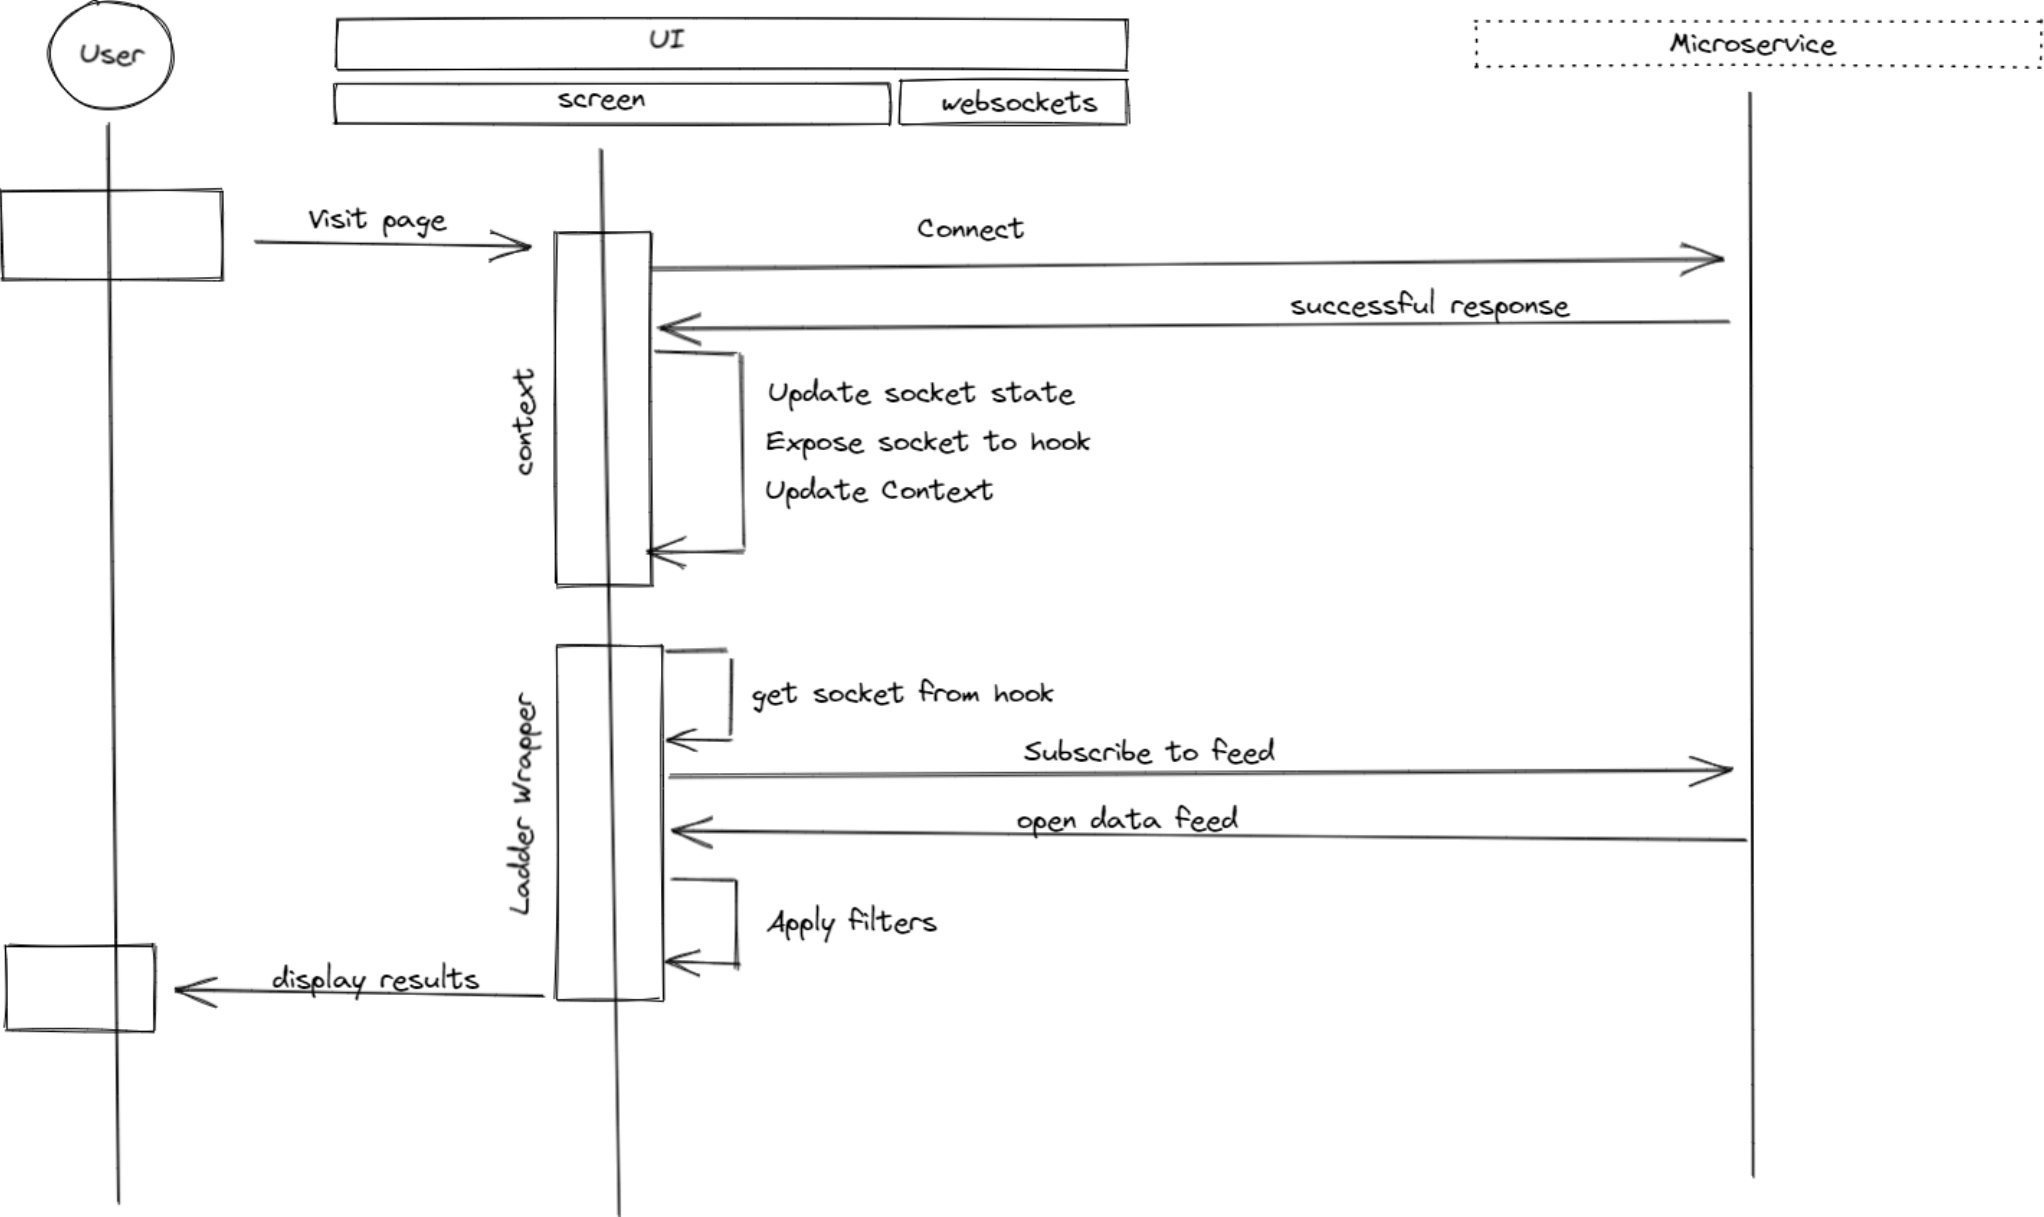 User
UI
Microservice
screen
websockets
Visit page
Connect
successful response
context
Update socket state
Expose socket to hook
Update Context
Ladder Wrapper
get socket from hook
Subscribe to feed
open data feed
Apply filters
display results